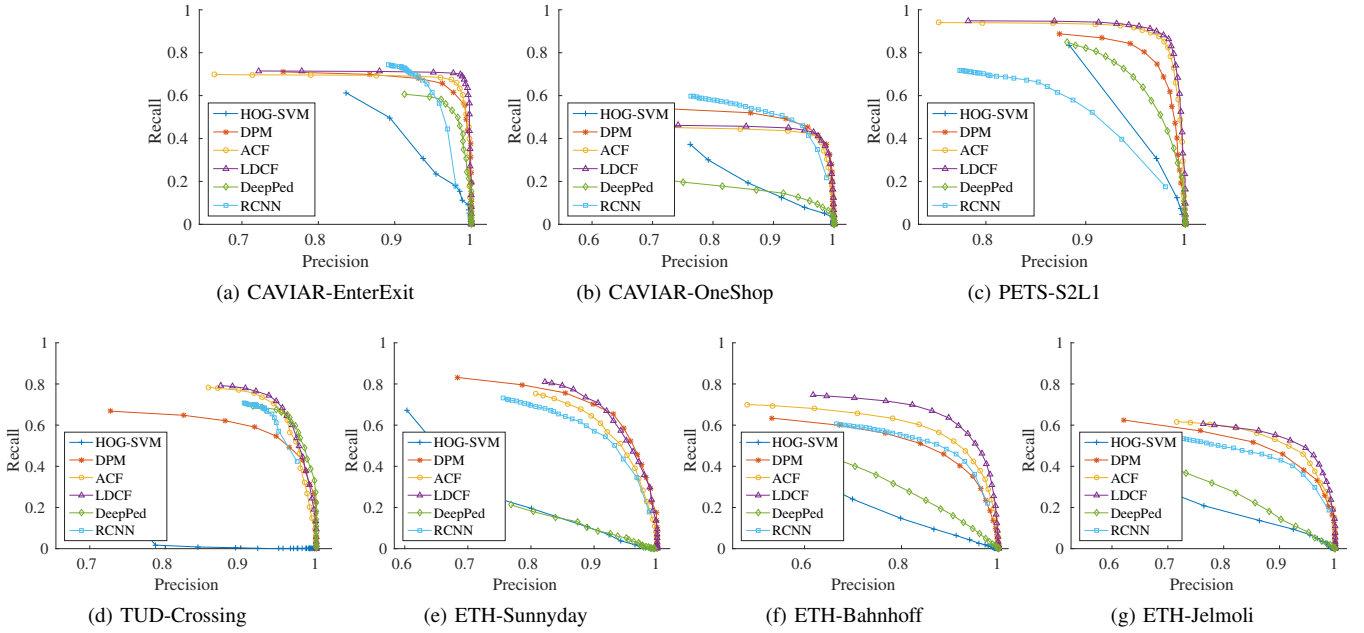 1
0.8
0.6
0.4
0.2
0
Recall
HOG-SVM
DPM
ACF
LDCF
DeepPed
RCNN
0.7 0.8 0.9 1
Precision
(a) CAVIAR-EnterExit
1
0.8
0.6
0.4
0.2
0
Recall
HOG-SVM
DPM
ACF
LDCF
DeepPed
RCNN
0.6 0.7 0.8 0.9 1
Precision
(b) CAVIAR-OneShop
1
0.8
0.6
0.4
0.2
0
Recall
HOG-SVM
DPM
ACF
LDCF
DeepPed
RCNN
0.8 0.9 1
Precision
(c) PETS-S2L1
1
0.8
0.6
0.4
0.2
0
Recall
HOG-SVM
DPM
ACF
LDCF
DeepPed
RCNN
0.7 0.8 0.9 1
Precision
(d) TUD-Crossing
1
0.8
0.6
0.4
0.2
0
Recall
HOG-SVM
DPM
ACF
LDCF
DeepPed
RCNN
0.6 0.7 0.8 0.9 1
Precision
(e) ETH-Sunnyday
1
0.8
0.6
0.4
0.2
0
Recall
HOG-SVM
DPM
ACF
LDCF
DeepPed
RCNN
0.6 0.8 1
Precision
(f) ETH-Bahnhoff
1
0.8
0.6
0.4
0.2
0
Recall
HOG-SVM
DPM
ACF
LDCF
DeepPed
RCNN
0.6 0.7 0.8 0.9 1
Precision
(g) ETH-Jelmoli